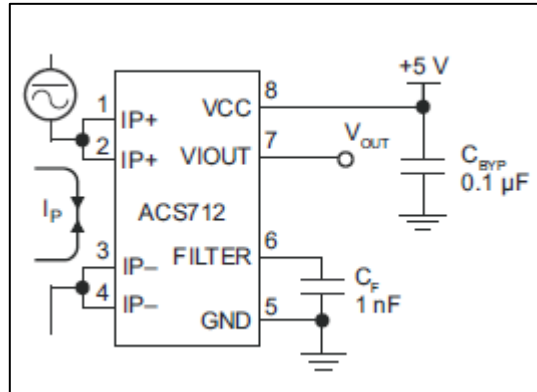 +5 V
1 IP+ VCC 8
2 IP+ VIOUT 7 VOUT
CBYP
0.1 µF
IP ACS712
3 IP– FILTER 6
4 IP– GND 5
CF
1 nF